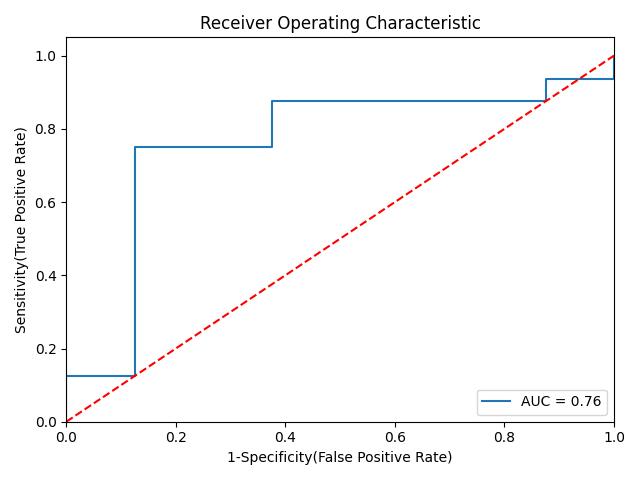 Receiver Operating Characteristic
1.0
0.8
0.6
0.4
0.2
0.0
Sensitivity(True Positive Rate)
AUC = 0.76
0.0 0.2 0.4 0.6 0.8 1.0
1-Specificity(False Positive Rate)